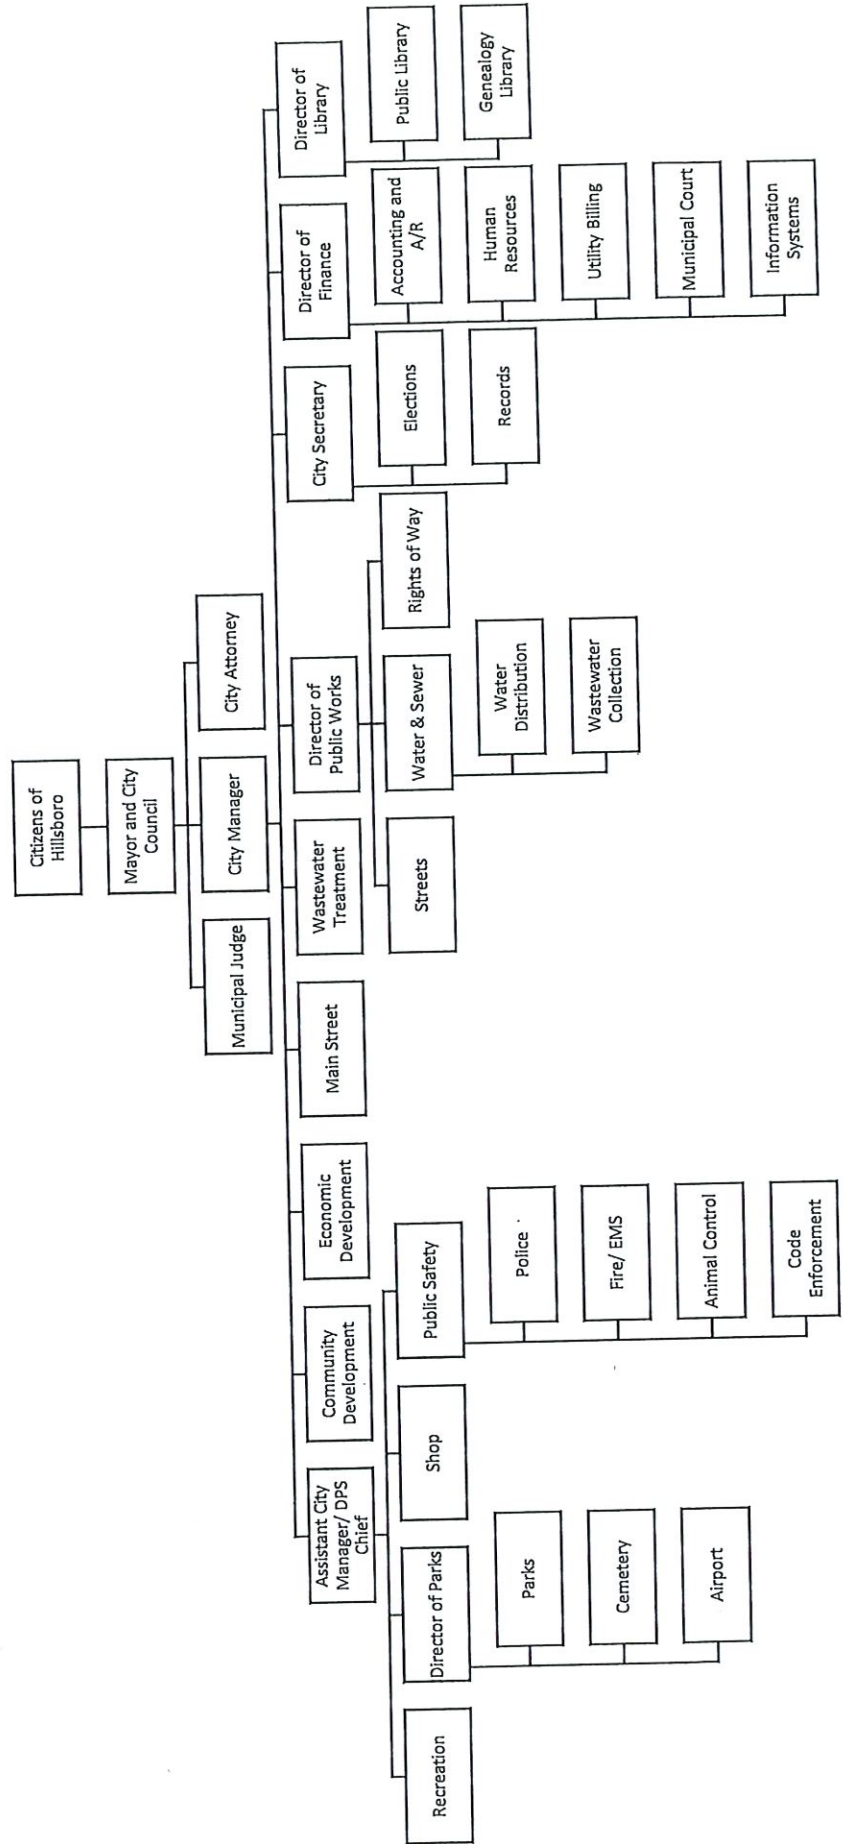 Citizens of
Hillsboro
Mayor and City
Council
Municipal Judge
City Manager
City Attorney
Assistant City
Manager/ DPS
Chief
Community
Development
Economic
Development
Main Street
Wastewater
Treatment
Director of
Public Works
City Secretary
Director of
Finance
Director of
Library
Recreation
Director of Parks
Parks
Cemetery
Airport
Shop
Public Safety
Police
Fire/ EMS
Animal Control
Code
Enforcement
Streets
Water & Sewer
Water
Distribution
Wastewater
Collection
Rights of Way
Elections
Records
Accounting and
A/R
Human
Resources
Utility Billing
Municipal Court
Information
Systems
Public Library
Genealogy
Library